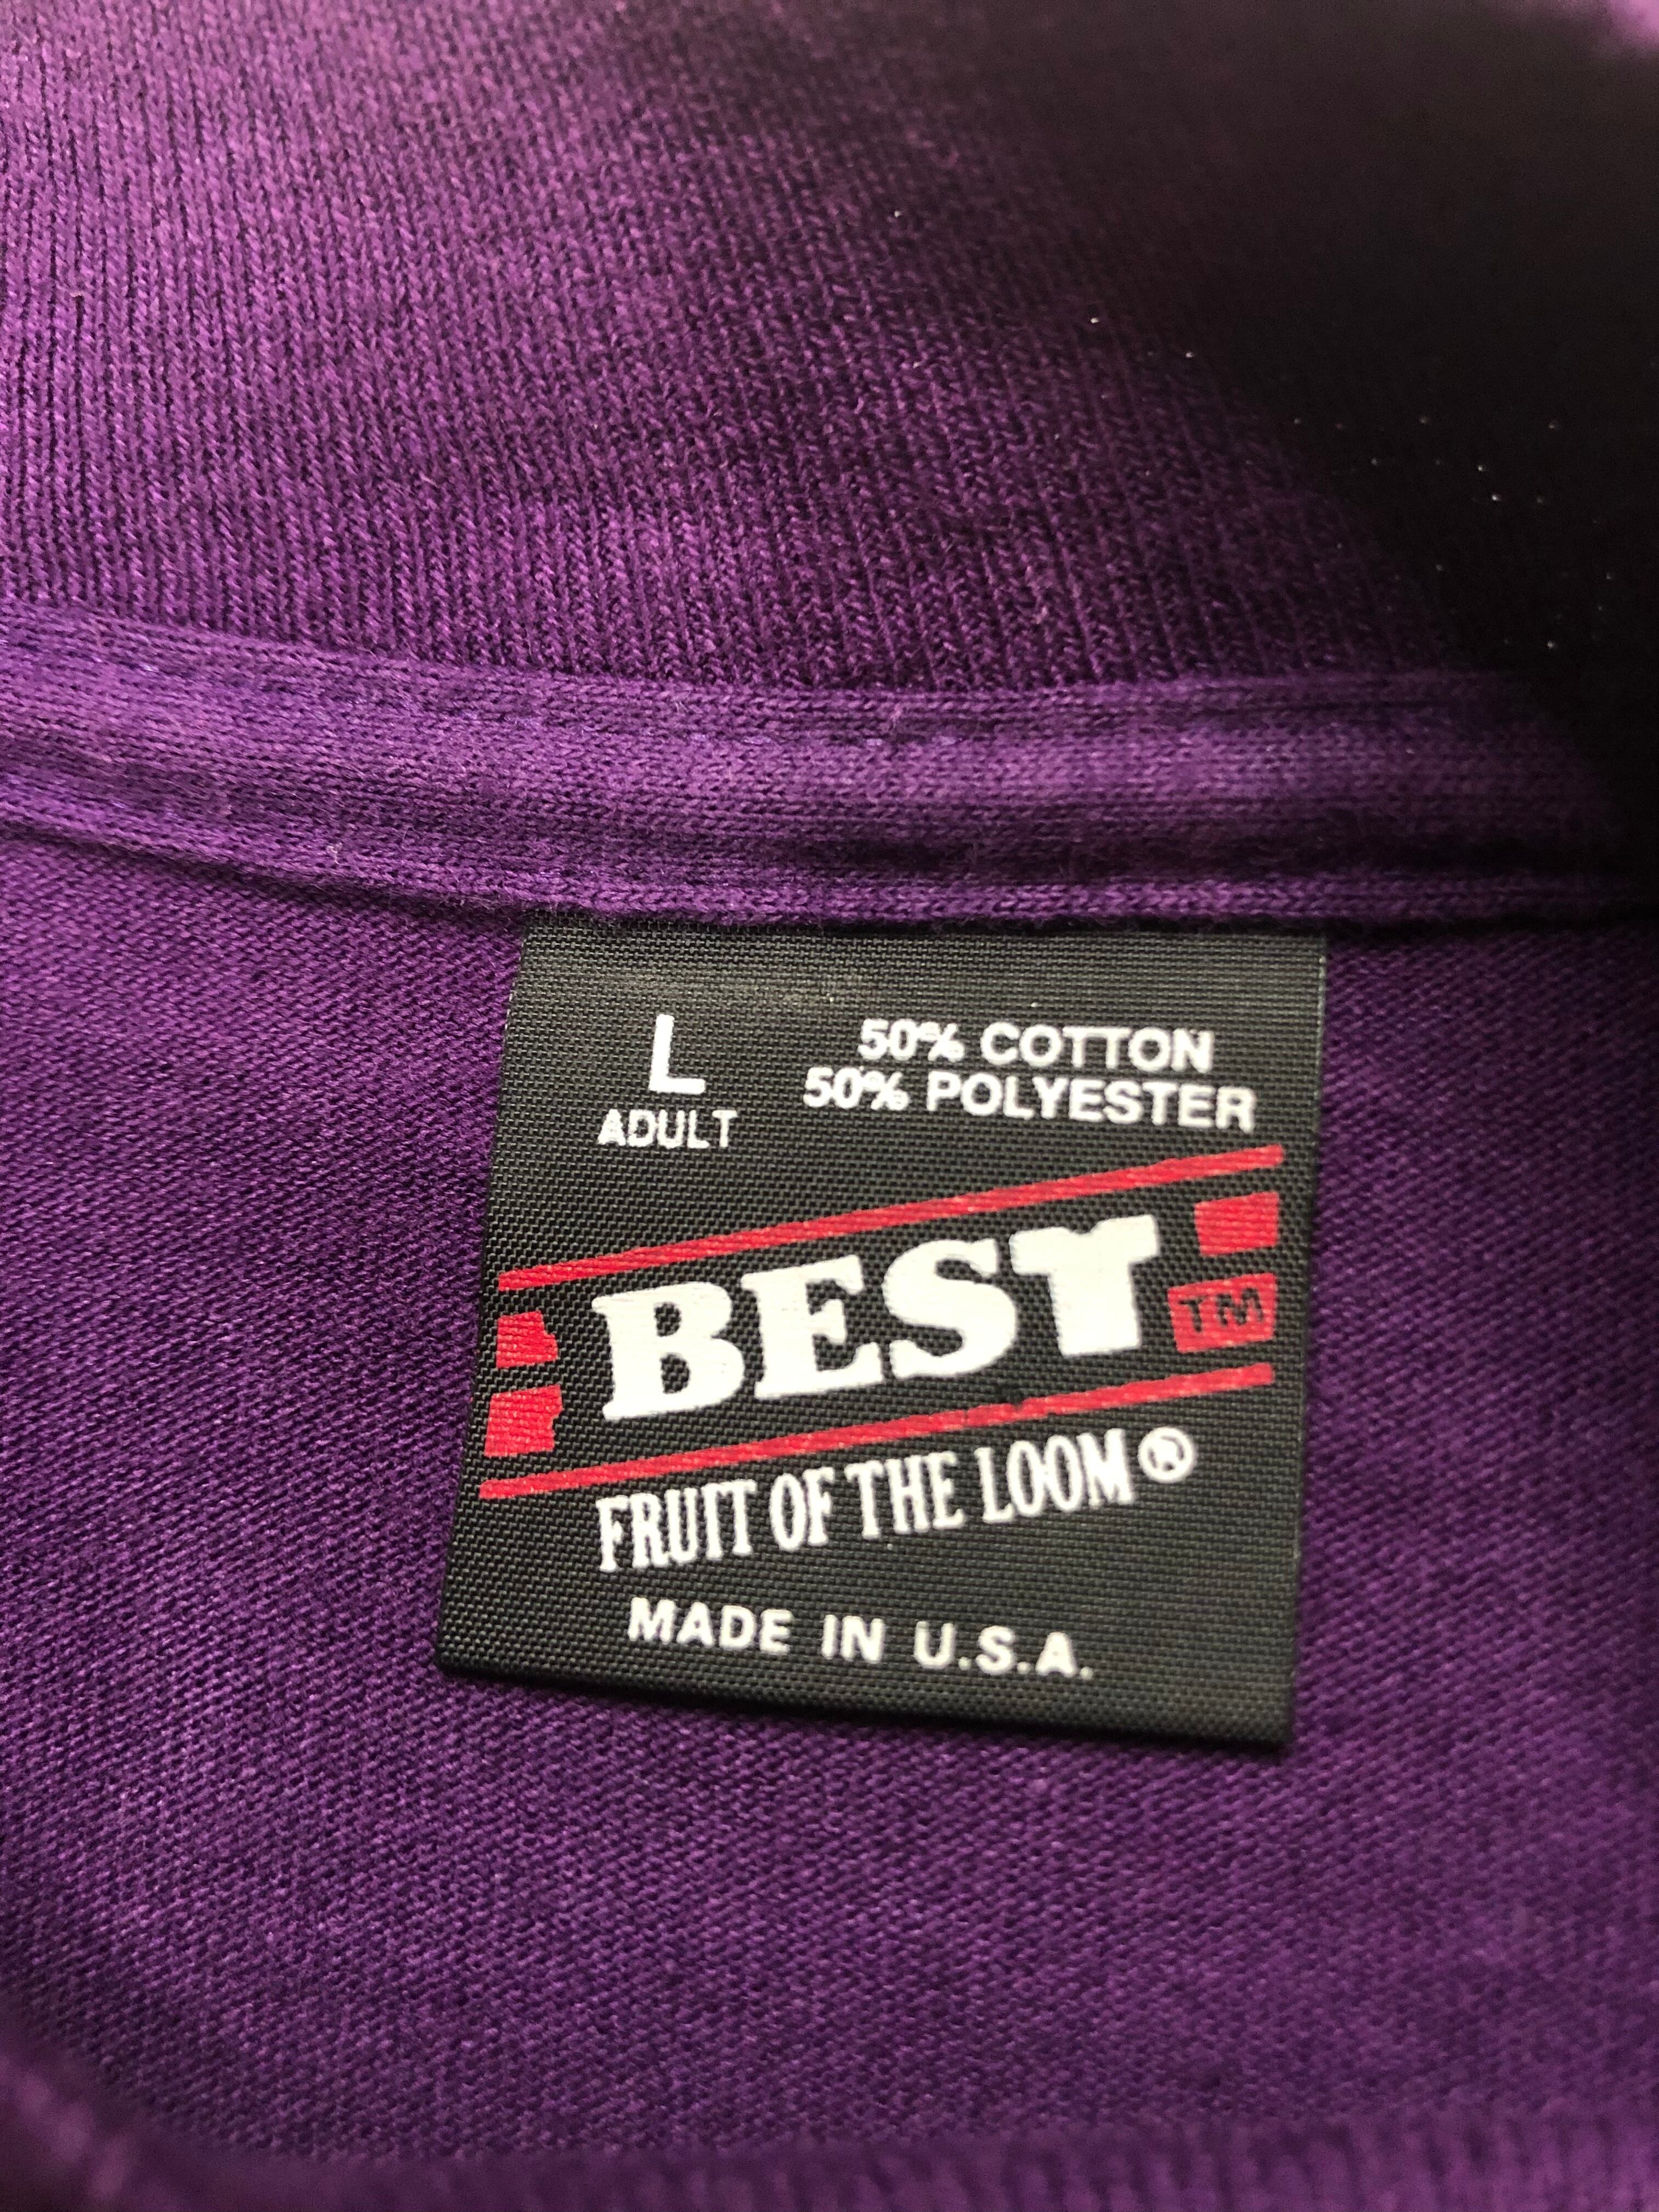 L
ADULT
50% COTTON
50% POLYESTER
BEST
TM
FRUIT OF THE LOOM®
MADE IN U.S.A.